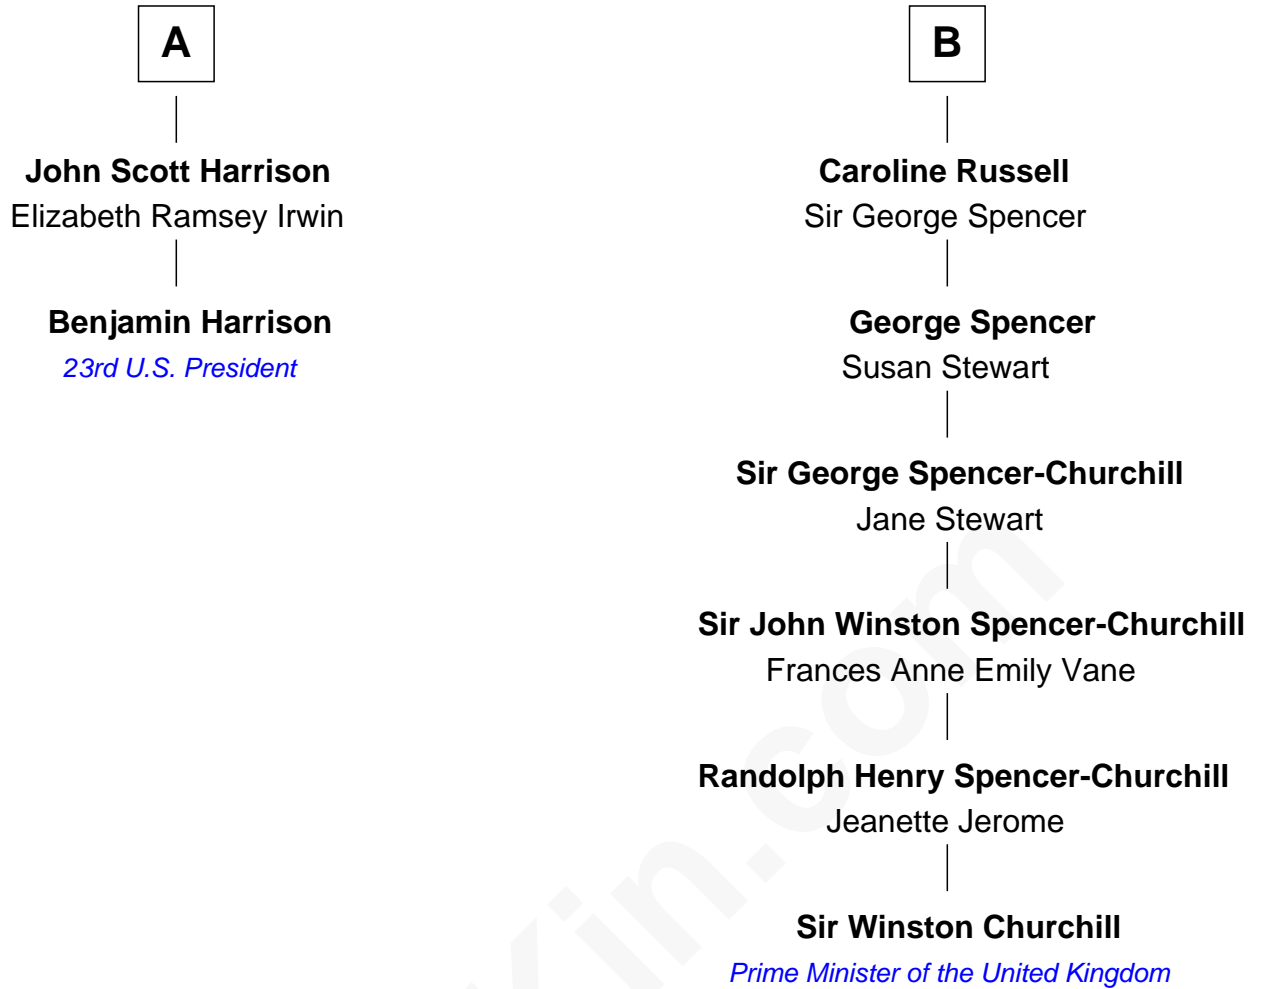 A
John Scott Harrison
Elizabeth Ramsey Irwin
Benjamin Harrison
23rd U.S. President
B
Caroline Russell
Sir George Spencer
George Spencer
Susan Stewart
Sir George Spencer-Churchill
Jane Stewart
Sir John Winston Spencer-Churchill
Frances Anne Emily Vane
Randolph Henry Spencer-Churchill
Jeanette Jerome
Sir Winston Churchill
Prime Minister of the United Kingdom
Kin.com